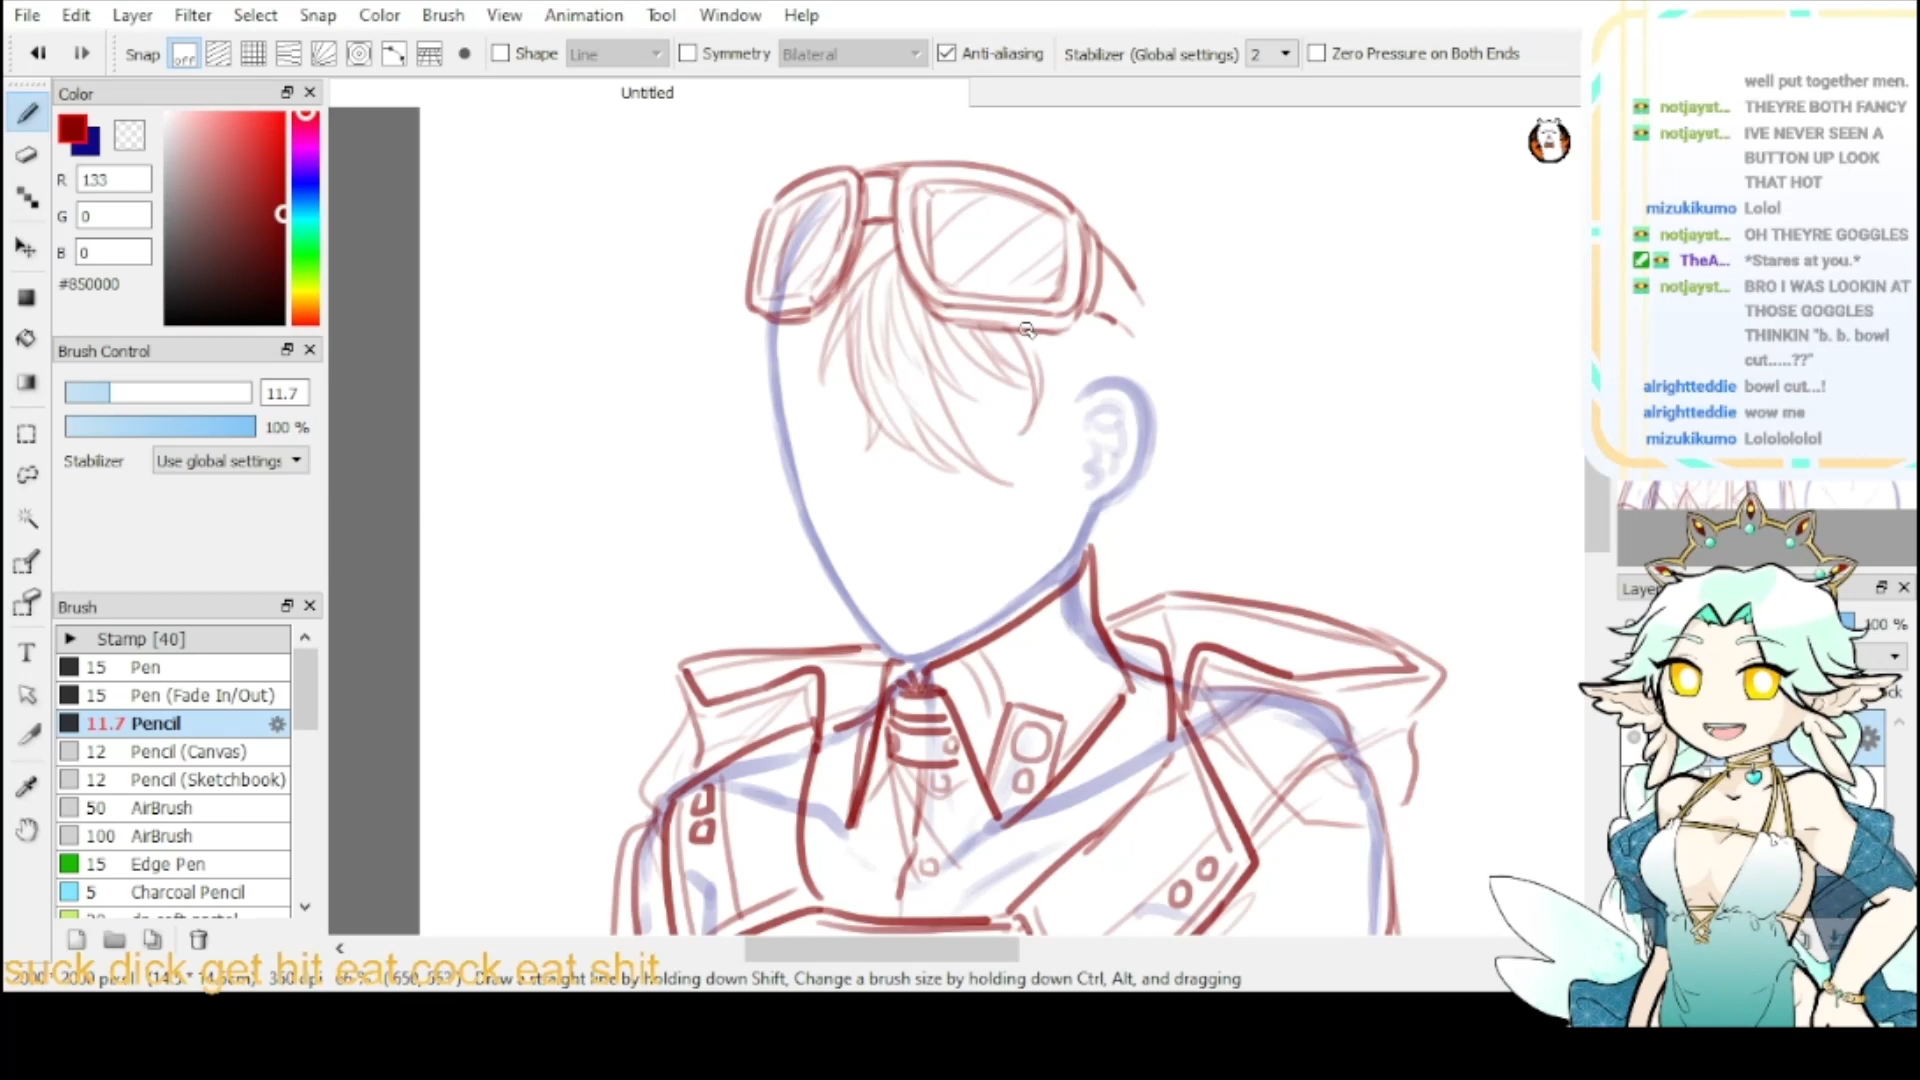 File Edit Layer Filter Select Snap Color Brush View Animation Tool Window Help
Snap off Shape Line Symmetry Bilateral Anti-aliasing Stabilizer (Global settings) 2 Zero Pressure on Both Ends
Color
Untitled
R 133
G 0
B 0
#850000
Brush Control
11.7
100 %
Stabilizer Use global settings
Brush
Stamp [40]
15 Pen
15 Pen (Fade In/Out)
11.7 Pencil
12 Pencil (Canvas)
12 Pencil (Sketchbook)
50 AirBrush
100 AirBrush
15 Edge Pen
5 Charcoal Pencil
suck dick get hit eat cock eat shit
Draw a straight line by holding down Shift, Change a brush size by holding down Ctrl, Alt, and dragging
well put together men.
notjayst... THEYRE BOTH FANCY
notjayst... IVE NEVER SEEN A
BUTTON UP LOOK
THAT HOT
mizukikumo Lolol
notjayst... OH THEYRE GOGGLES
TheA... *Stares at you.*
notjayst... BRO I WAS LOOKIN AT
THOSE GOGGLES
THINKIN "b. b. bowl
cut.....??"
alrightteddie bowl cut...!
alrightteddie wow me
mizukikumo Lolololololol
Layer
100 %